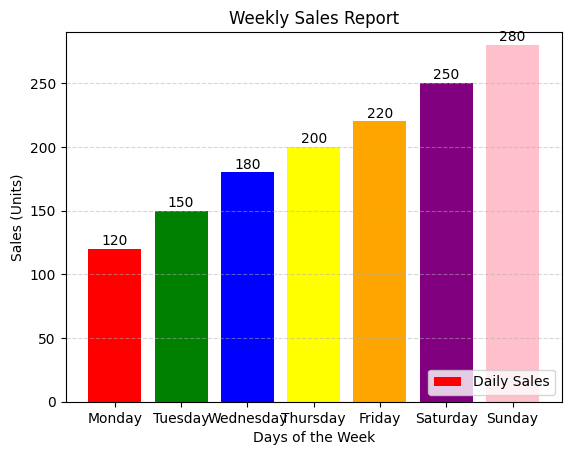 Weekly Sales Report
280
250
220
200
180
150
120
Sales (Units)
250
200
150
100
50
0
Daily Sales
Monday Tuesday Wednesday Thursday Friday Saturday Sunday
Days of the Week